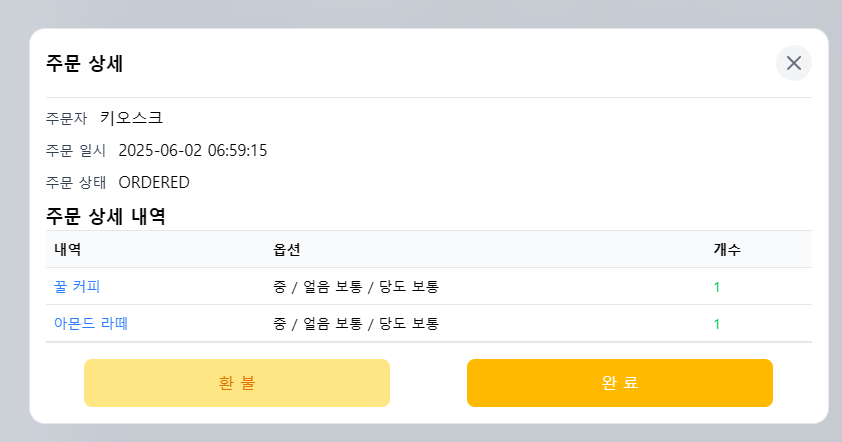 주문 상세
주문자 키오스크
주문 일시 2025-06-02 06:59:15
주문 상태 ORDERED
주문 상세 내역
내역 옵션 개수
꿀 커피 중 / 얼음 보통 / 당도 보통 1
아몬드 라떼 중 / 얼음 보통 / 당도 보통 1
환 불 완 료